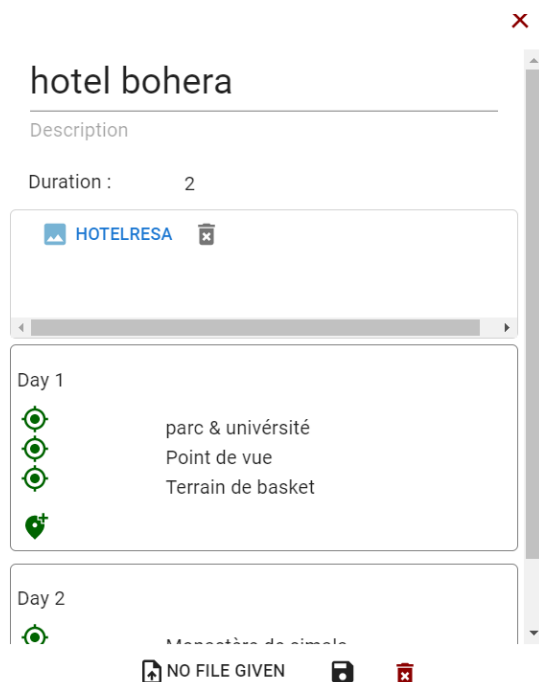 hotel bohera
Description
Duration : 2
HOTELRESA
Day 1
parc & univérsité
Point de vue
Terrain de basket
Day 2
NO FILE GIVEN